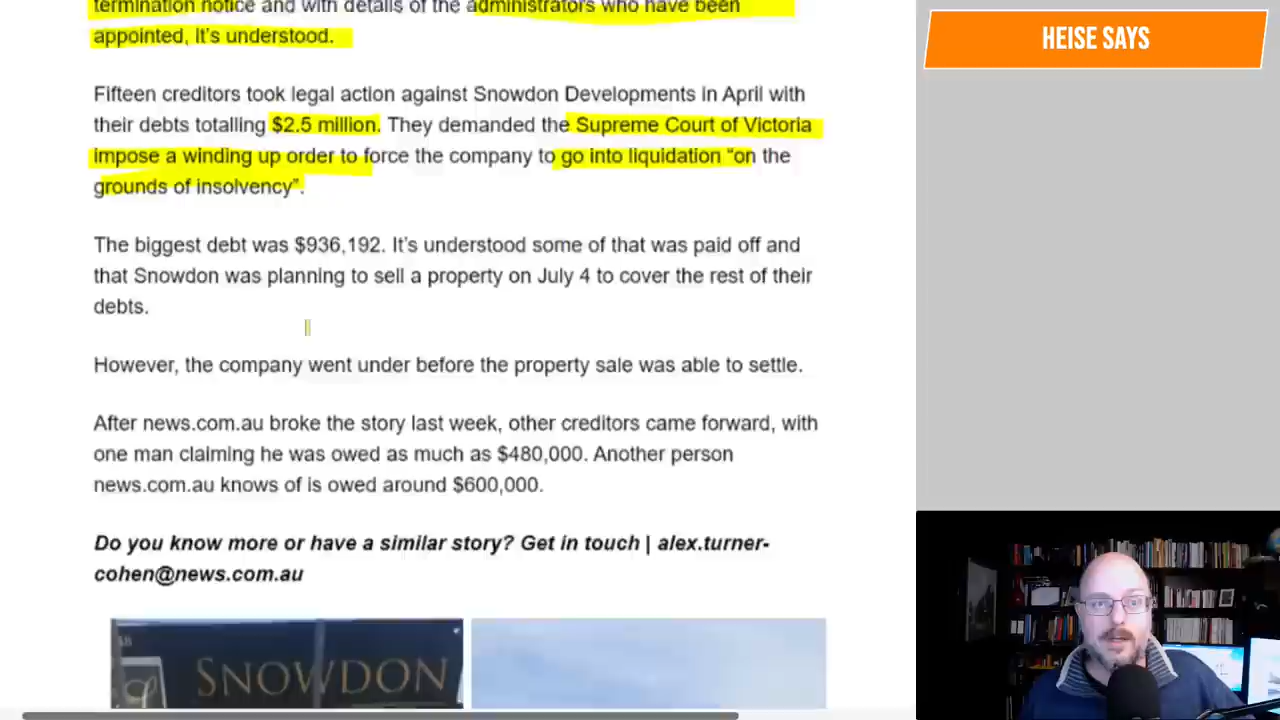 termination notice and with details of the administrators who have been
appointed, it's understood.
Fifteen creditors took legal action against Snowdon Developments in April with
their debts totalling $2.5 million. They demanded the Supreme Court of Victoria
impose a winding up order to force the company to go into liquidation “on the
grounds of insolvency”.
The biggest debt was $936,192. It's understood some of that was paid off and
that Snowdon was planning to sell a property on July 4 to cover the rest of their
debts.
However, the company went under before the property sale was able to settle.
After news.com.au broke the story last week, other creditors came forward, with
one man claiming he was owed as much as $480,000. Another person
news.com.au knows of is owed around $600,000.
Do you know more or have a similar story? Get in touch | alex.turner-
cohen@news.com.au
SNOWDON
HEISE SAYS